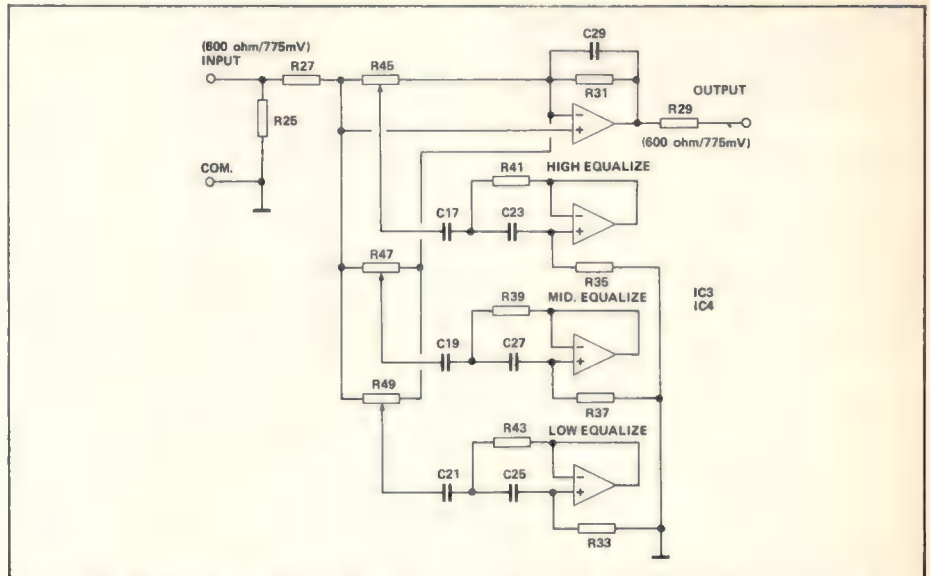 (600 ohm/775mV)
INPUT
R27
R45
C29
R31
OUTPUT
R29
(600 ohm/775mV)
R25
COM.
R41
HIGH EQUALIZE
C17
C23
R35
R47
IC3
IC4
R39
MID. EQUALIZE
C19
C27
R37
R49
R43
LOW EQUALIZE
C21
C25
R33